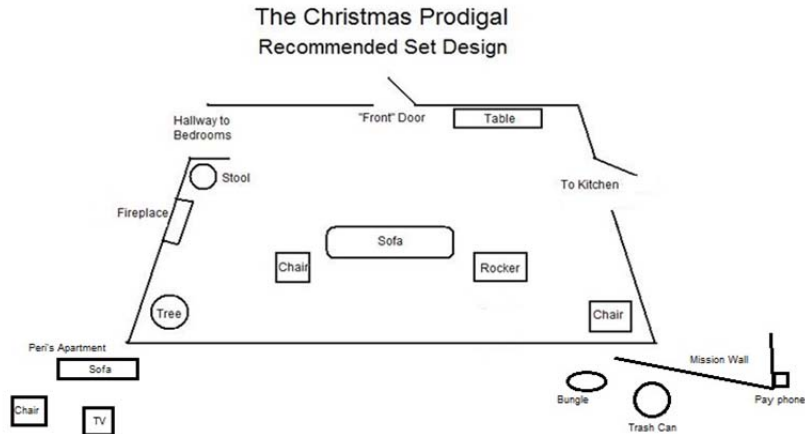 The Christmas Prodigal
Recommended Set Design
Hallway to
Bedrooms
"Front" Door
Table
Stool
To Kitchen
Fireplace
Sofa
Chair
Rocker
Tree
Chair
Peri's Apartment
Sofa
Mission Wall
Chair
TV
Bungle
Trash Can
Pay phone